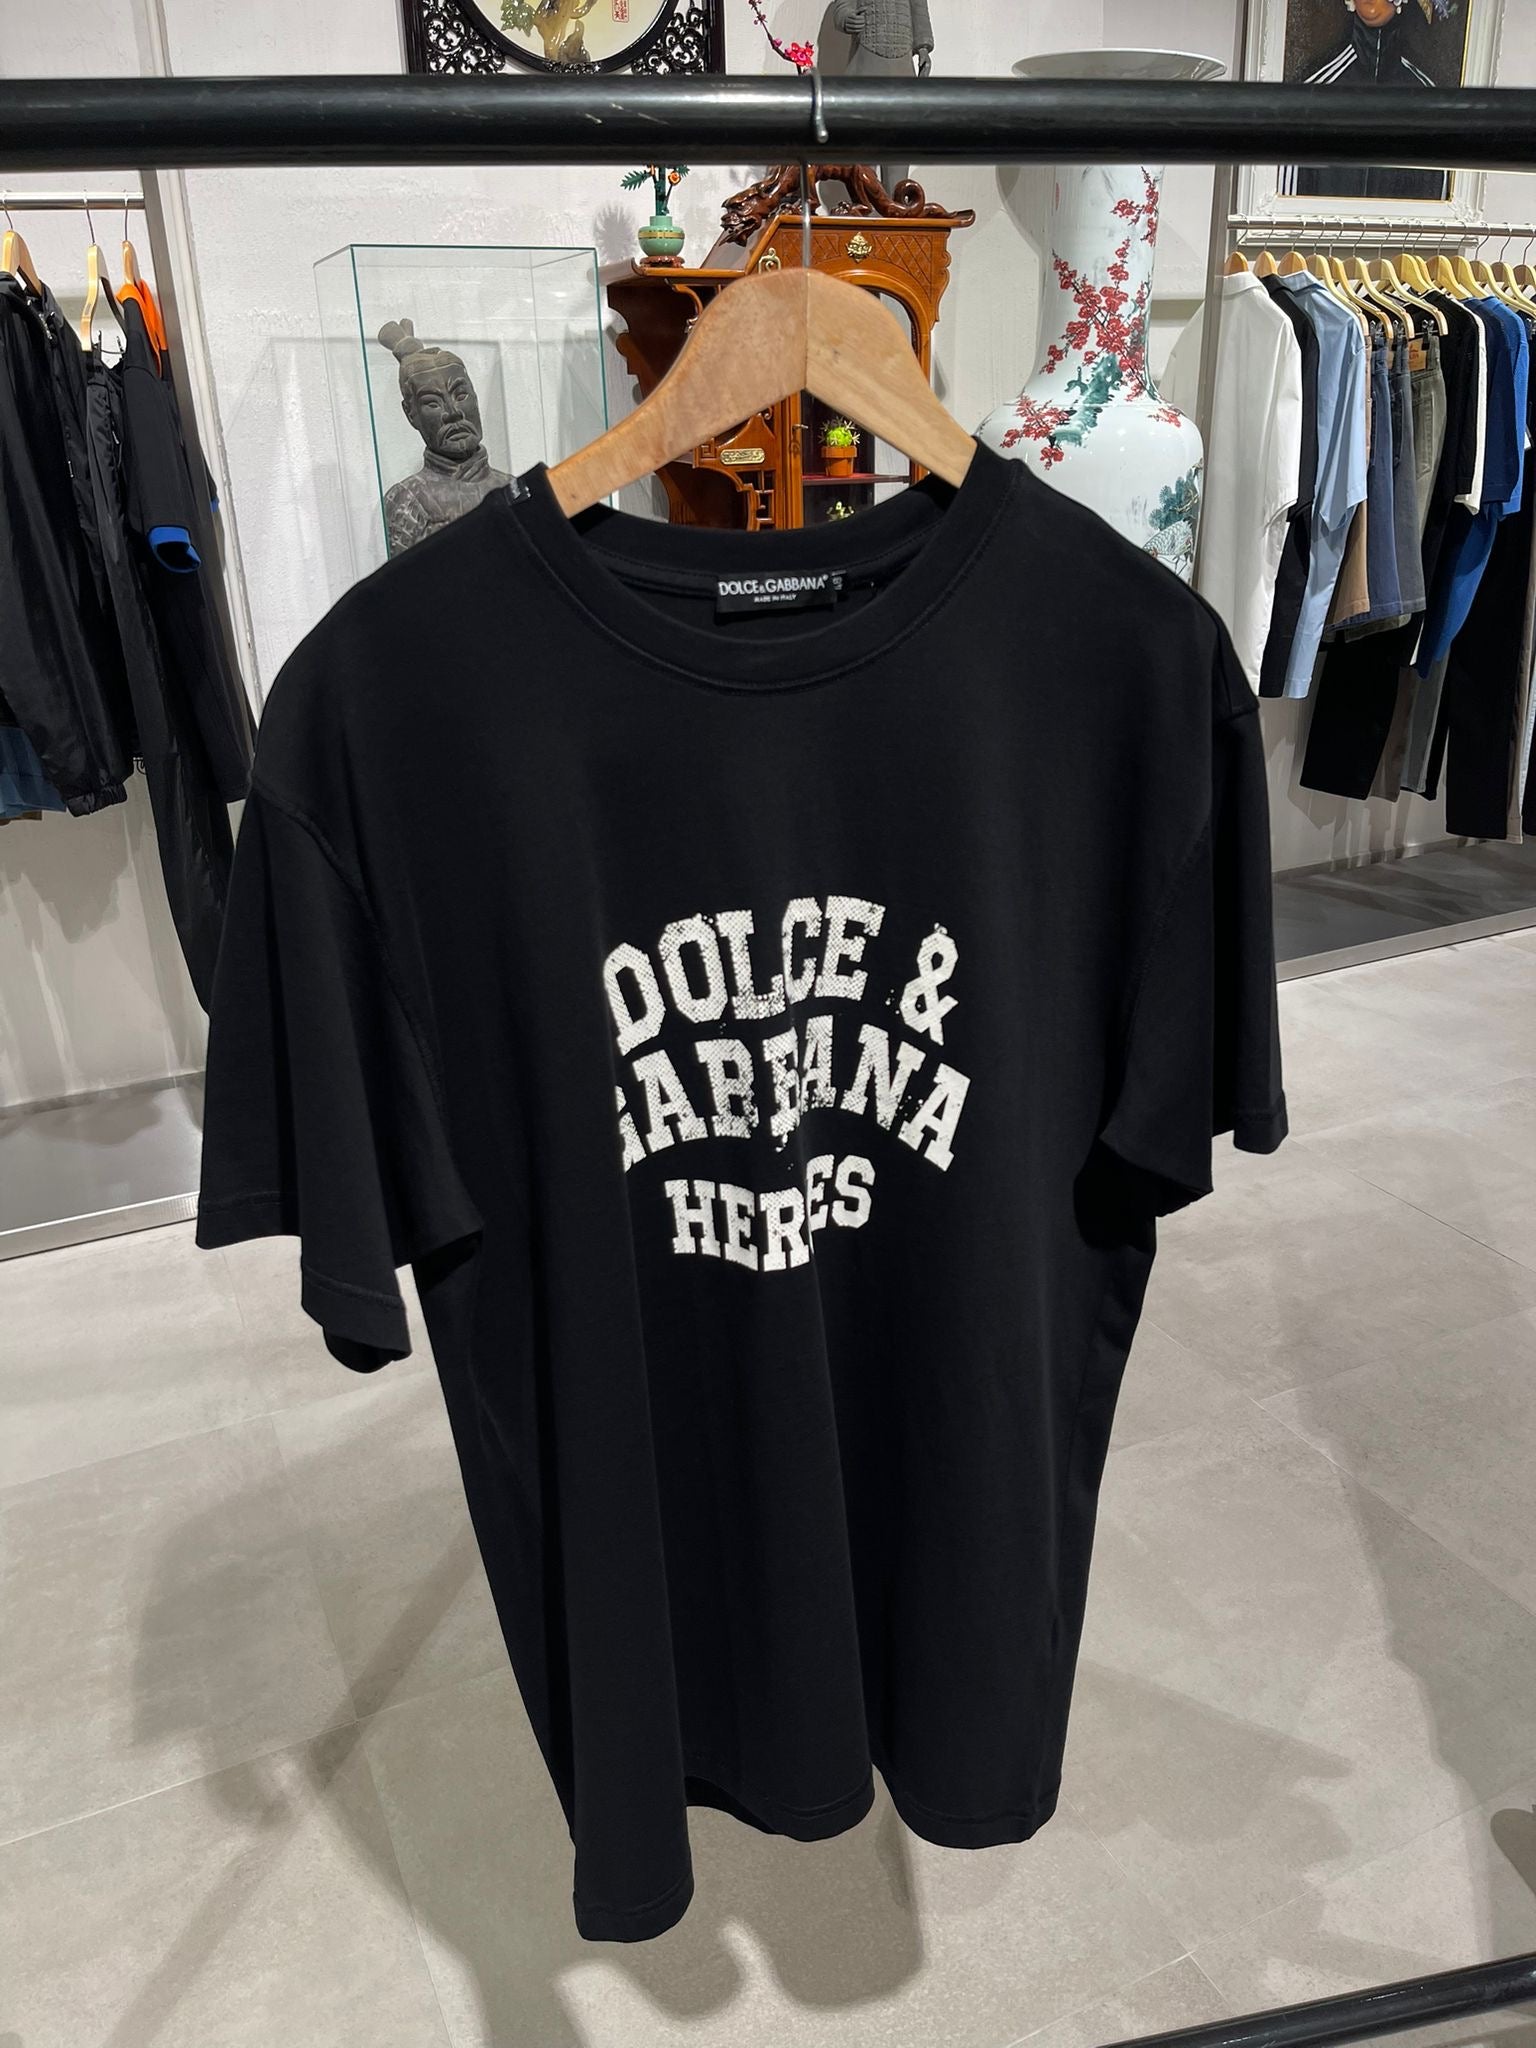 DOLCE&GABBANA
MADE IN ITALY
DOLCE &
GABBANA
HEROES